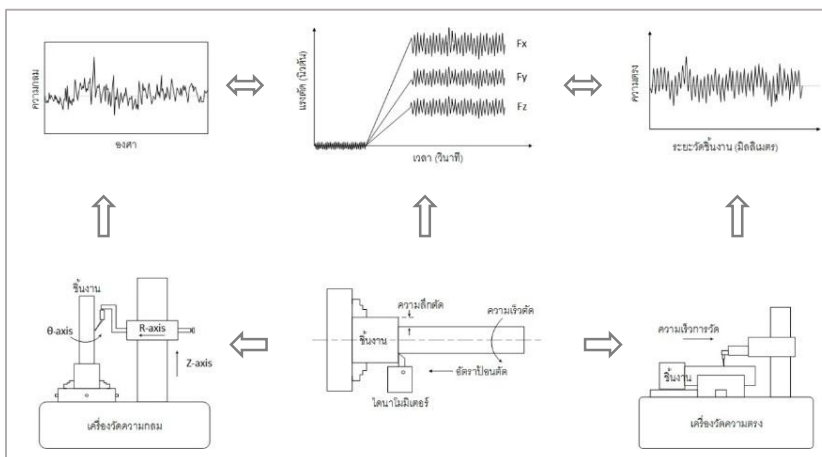 ความกลม
องศา
แรงตัด (นิวตัน)
Fx
Fy
Fz
เวลา (วินาที)
ความตรง
ระยะวัดชิ้นงาน (มิลลิเมตร)
ชิ้นงาน
θ-axis
R-axis
Z-axis
เครื่องวัดความกลม
ความลึกตัด
ความเร็วตัด
ชิ้นงาน
อัตราป้อนตัด
ไดนาโมมิเตอร์
ความเร็วการวัด
ชิ้นงาน
เครื่องวัดความตรง